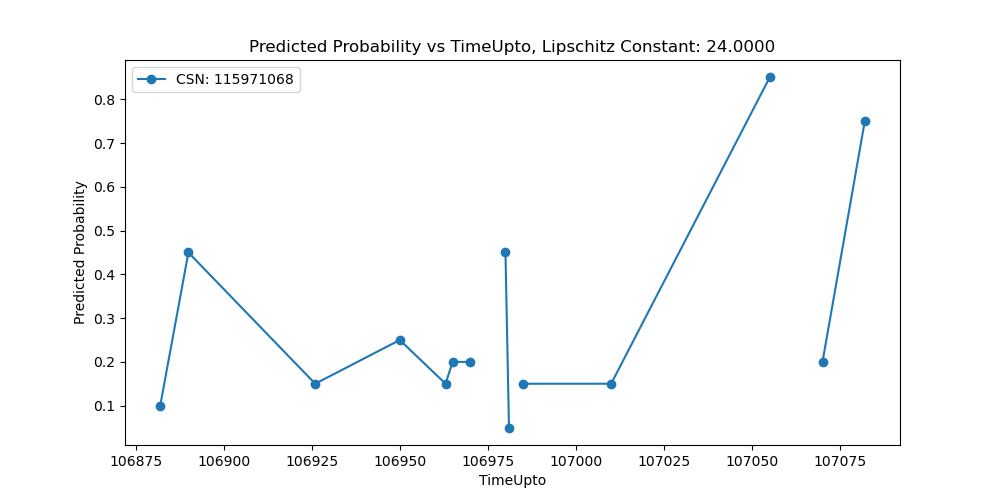 Predicted Probability vs TimeUpto, Lipschitz Constant: 24.0000
CSN: 115971068
Predicted Probability
0.8
0.7
0.6
0.5
0.4
0.3
0.2
0.1
106875 106900 106925 106950 106975 107000 107025 107050 107075
TimeUpto